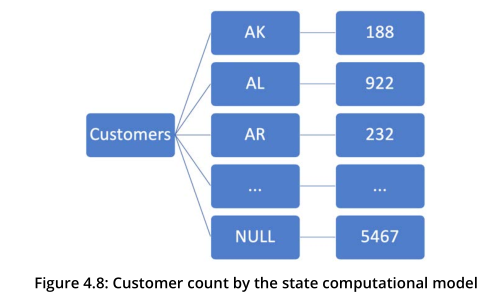 AK 188
AL 922
Customers AR 232
... ...
NULL 5467
Figure 4.8: Customer count by the state computational model